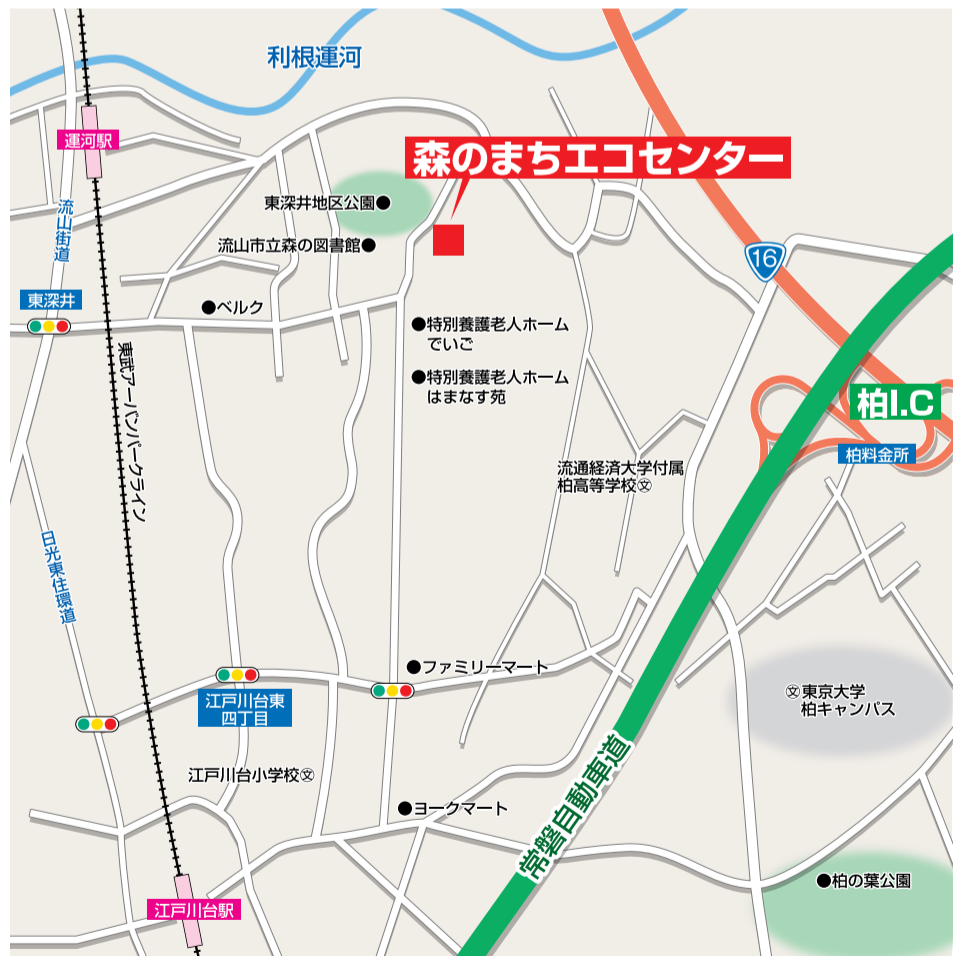 利根運河
運河駅
森のまちエコセンター
東深井地区公園
流山街道
流山市立森の図書館
16
東深井
ベルク
特別養護老人ホーム
でいご
東武アーバンパークライン
特別養護老人ホーム
はまなす苑
柏I.C
柏料金所
流通経済大学付属
柏高等学校文
日光東往環道
ファミリーマート
江戸川台東
四丁目
文東京大学
柏キャンパス
江戸川台小学校文
常磐自動車道
ヨークマート
柏の葉公園
江戸川台駅